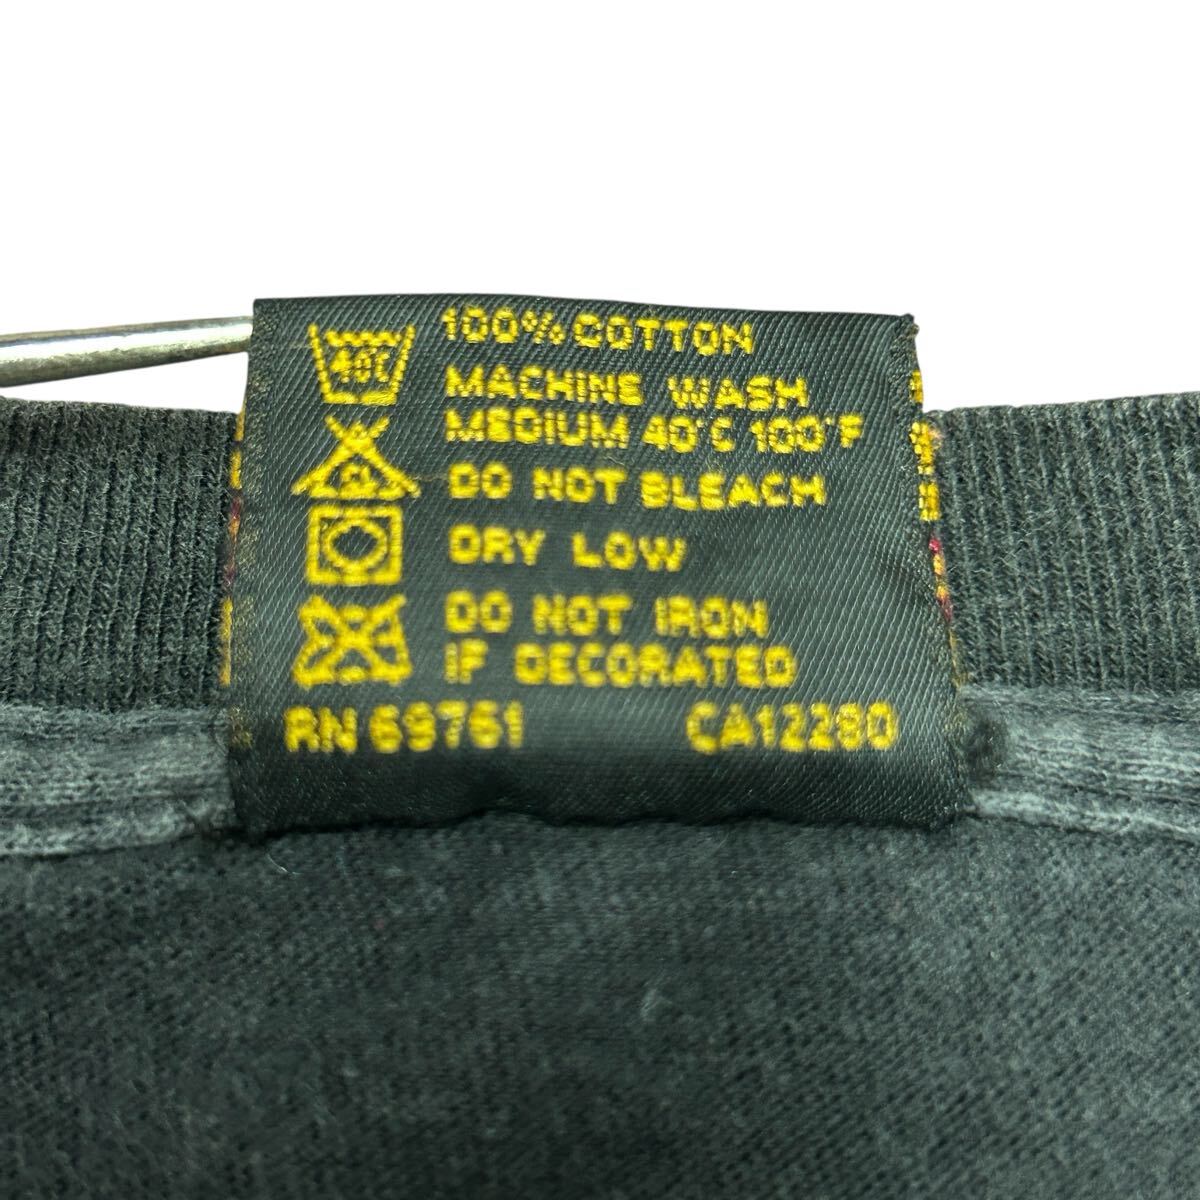 40C
100% COTTON
MACHINE WASH
MEDIUM 40°C 100°F
DO NOT BLEACH
DRY LOW
DO NOT IRON
IF DECORATED
RN 69761 CA12280